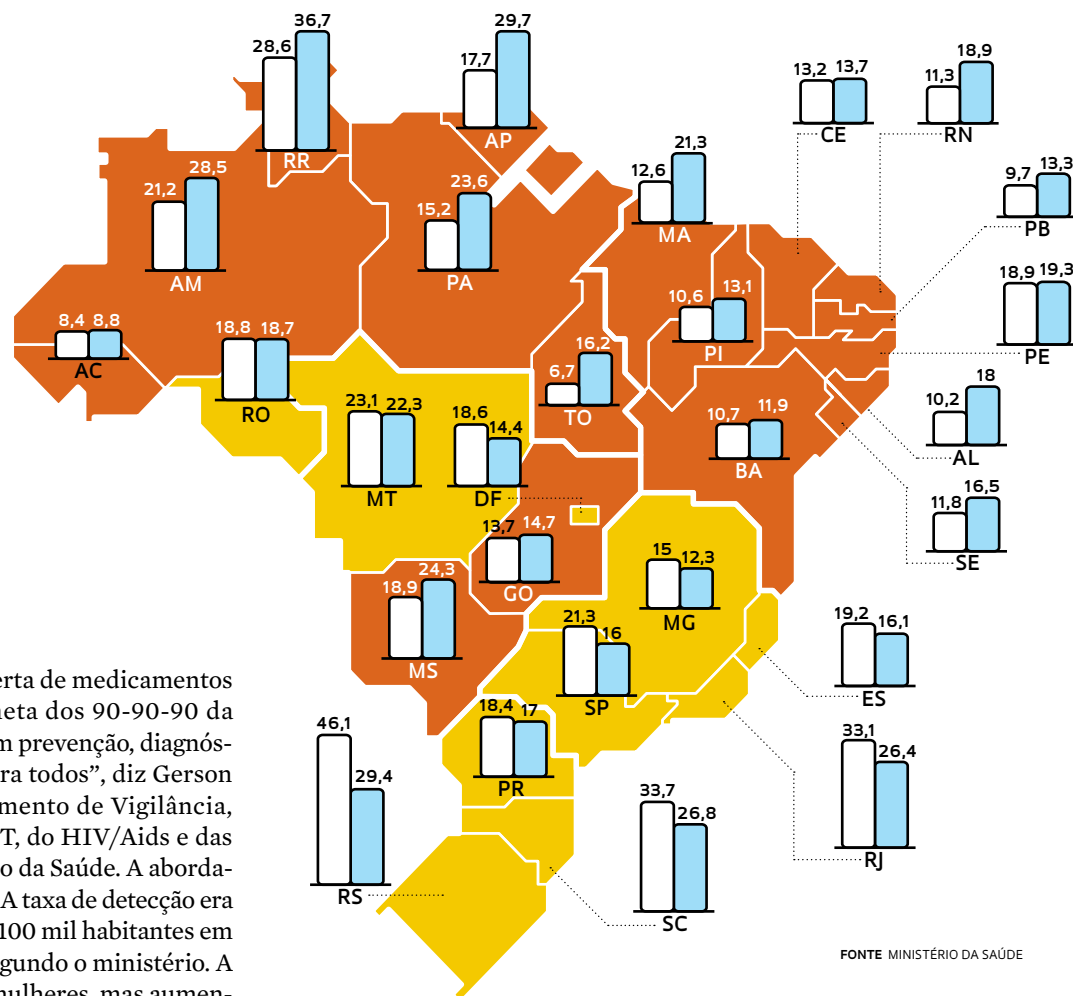 28,6 36,7
RR
17,7 29,7
AP
13,2 13,7
CE
11,3 18,9
RN
21,2 28,5
AM
15,2 23,6
PA
12,6 21,3
MA
9,7 13,3
PB
8,4 8,8
AC
18,8 18,7
RO
10,6 13,1
PI
18,9 19,3
PE
6,7 16,2
TO
23,1 22,3
MT
18,6 14,4
DF
10,7 11,9
BA
10,2 18
AL
11,8 16,5
SE
13,7 14,7
GO
18,9 24,3
MS
15 12,3
MG
21,3 16
SP
19,2 16,1
ES
18,4 17
PR
33,1 26,4
RJ
46,1 29,4
RS
33,7 26,8
SC
erta de medicamentos
neta dos 90-90-90 da
m prevenção, diagnós-
ra todos”, diz Gerson
mento de Vigilância,
T, do HIV/Aids e das
o da Saúde. A aborda-
A taxa de detecção era
100 mil habitantes em
gundo o ministério. A
mulheres, mas aumen-
FONTE MINISTÉRIO DA SAÚDE